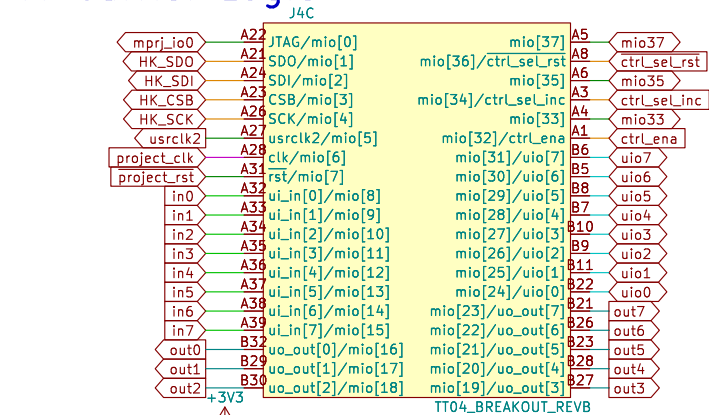 J4C
mprj_io0 A22 JTAG/mio[0] mio[37] A5 mio37
HK_SDO A21 SDO/mio[1] mio[36]/ctrl_sel_rst A8 ctrl_sel_rst
HK_SDI A24 SDI/mio[2] mio[35] A6 mio35
HK_CSB A23 CSB/mio[3] mio[34]/ctrl_sel_inc A3 ctrl_sel_inc
HK_SCK A26 SCK/mio[4] mio[33] A4 mio33
usrclk2 A27 usrclk2/mio[5] mio[32]/ctrl_ena A1 ctrl_ena
project_clk A28 clk/mio[6] mio[31]/uio[7] B6 uio7
project_rst A31 rst/mio[7] mio[30]/uio[6] B5 uio6
in0 A32 ui_in[0]/mio[8] mio[29]/uio[5] B8 uio5
in1 A33 ui_in[1]/mio[9] mio[28]/uio[4] B7 uio4
in2 A34 ui_in[2]/mio[10] mio[27]/uio[3] B10 uio3
in3 A35 ui_in[3]/mio[11] mio[26]/uio[2] B9 uio2
in4 A36 ui_in[4]/mio[12] mio[25]/uio[1] B11 uio1
in5 A37 ui_in[5]/mio[13] mio[24]/uio[0] B22 uio0
in6 A38 ui_in[6]/mio[14] mio[23]/uo_out[7] B21 out7
in7 A39 ui_in[7]/mio[15] mio[22]/uo_out[6] B26 out6
out0 B32 uo_out[0]/mio[16] mio[21]/uo_out[5] B23 out5
out1 B29 uo_out[1]/mio[17] mio[20]/uo_out[4] B28 out4
out2 B30 uo_out[2]/mio[18] mio[19]/uo_out[3] B27 out3
+3V3 TT04_BREAKOUT_REVB